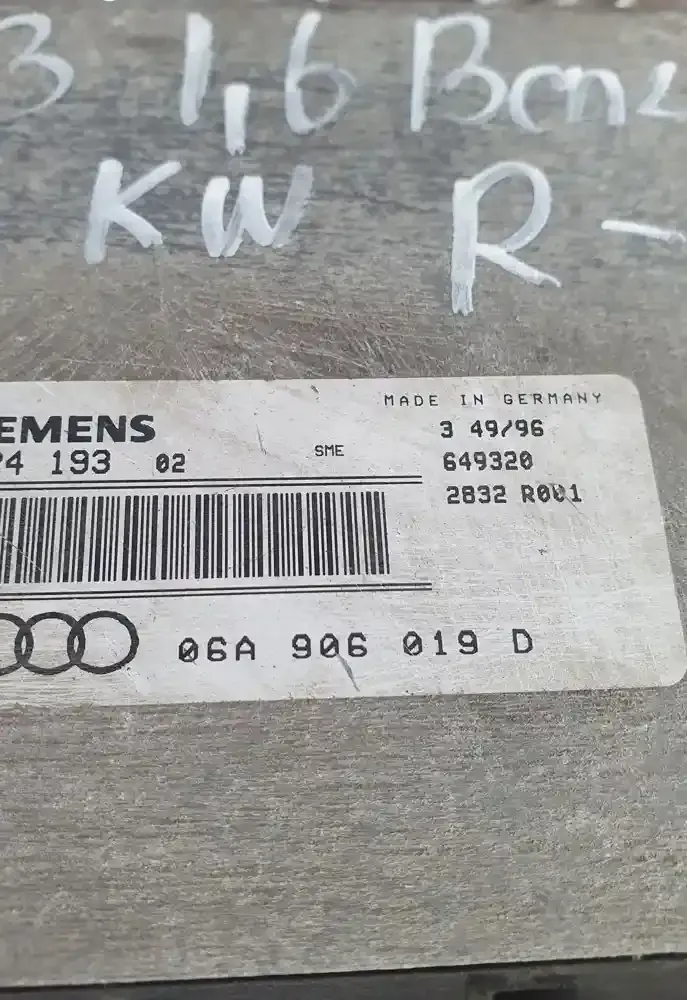 3 1,6 Benz
KW R-
MADE IN GERMANY
EMENS
3 49/96
4 193 02 SME
649320
2832 R001
06A 906 019 D